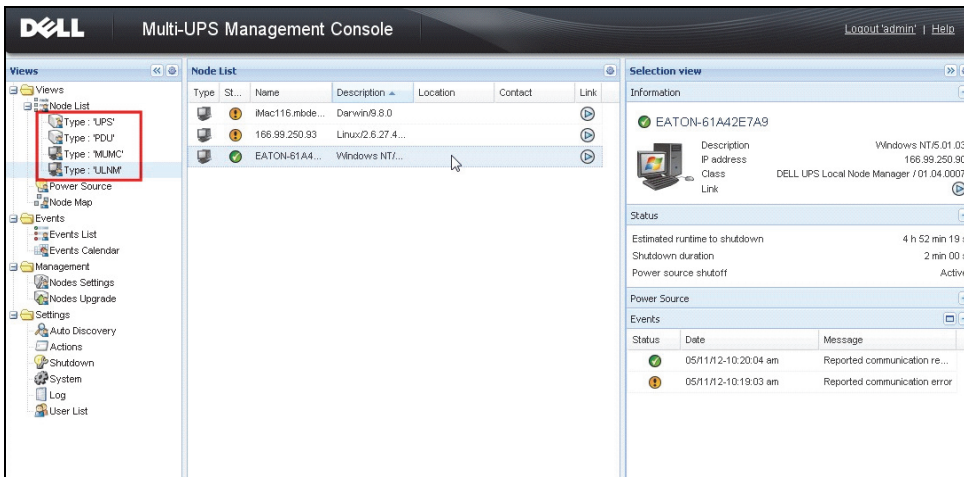 DELL
Multi-UPS Management Console
Logout 'admin' | Help
Views
Views
Node List
Type : 'UPS'
Type : 'PDU'
Type : 'MUMC'
Type : 'ULNM'
Power Source
Node Map
Events
Events List
Events Calendar
Management
Nodes Settings
Nodes Upgrade
Settings
Auto Discovery
Actions
Shutdown
System
Log
User List
Node List
Type St... Name Description Location Contact Link
iMac116.mbde... Darwin/9.8.0
166.99.250.93 Linux/2.6.27.4...
EATON-61A4... Windows NT/...
Selection view
Information
EATON-61A42E7A9
Description Windows NT/5.01.03
IP address 166.99.250.90
Class DELL UPS Local Node Manager / 01.04.0007
Link
Status
Estimated runtime to shutdown 4 h 52 min 19 s
Shutdown duration 2 min 00 s
Power source shutoff Active
Power Source
Events
Status Date Message
05/11/12-10:20:04 am Reported communication re...
05/11/12-10:19:03 am Reported communication error